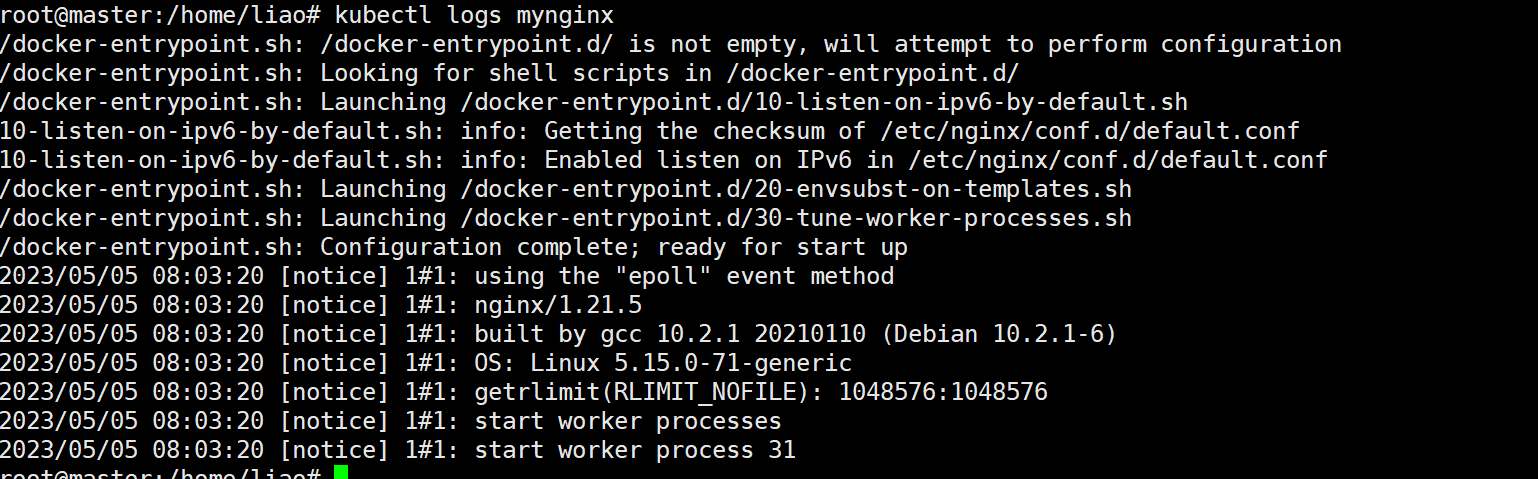 root@master:/home/liao# kubectl logs mynginx
/docker-entrypoint.sh: /docker-entrypoint.d/ is not empty, will attempt to perform configuration
/docker-entrypoint.sh: Looking for shell scripts in /docker-entrypoint.d/
/docker-entrypoint.sh: Launching /docker-entrypoint.d/10-listen-on-ipv6-by-default.sh
10-listen-on-ipv6-by-default.sh: info: Getting the checksum of /etc/nginx/conf.d/default.conf
10-listen-on-ipv6-by-default.sh: info: Enabled listen on IPv6 in /etc/nginx/conf.d/default.conf
/docker-entrypoint.sh: Launching /docker-entrypoint.d/20-envsubst-on-templates.sh
/docker-entrypoint.sh: Launching /docker-entrypoint.d/30-tune-worker-processes.sh
/docker-entrypoint.sh: Configuration complete; ready for start up
2023/05/05 08:03:20 [notice] 1#1: using the "epoll" event method
2023/05/05 08:03:20 [notice] 1#1: nginx/1.21.5
2023/05/05 08:03:20 [notice] 1#1: built by gcc 10.2.1 20210110 (Debian 10.2.1-6)
2023/05/05 08:03:20 [notice] 1#1: OS: Linux 5.15.0-71-generic
2023/05/05 08:03:20 [notice] 1#1: getrlimit(RLIMIT_NOFILE): 1048576:1048576
2023/05/05 08:03:20 [notice] 1#1: start worker processes
2023/05/05 08:03:20 [notice] 1#1: start worker process 31
root@master:/home/liao#